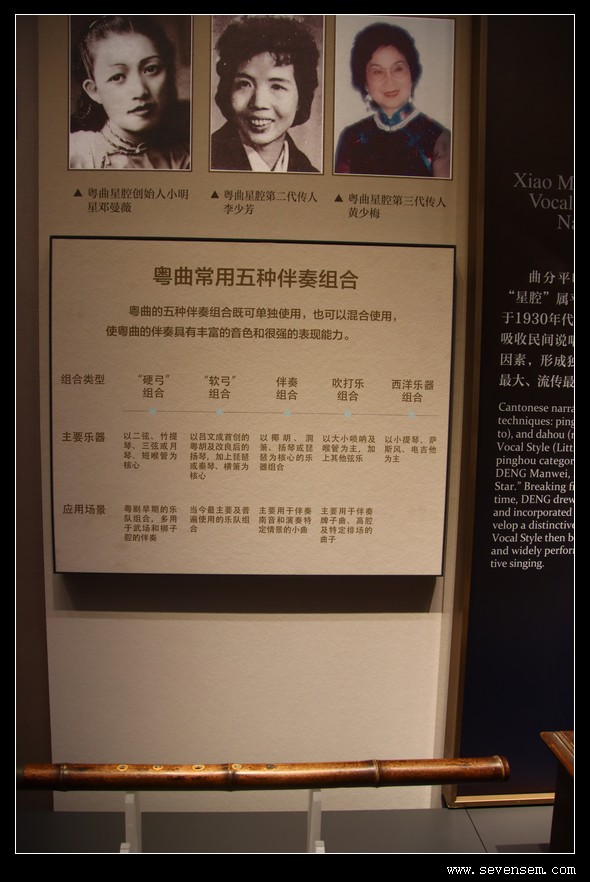 ▲ 粤曲星腔创始人小明
星邓曼薇
▲ 粤曲星腔第二代传人
李少芳
▲ 粤曲星腔第三代传人
黄少梅
粤曲常用五种伴奏组合
粤曲的五种伴奏组合既可单独使用，也可以混合使用，
使粤曲的伴奏具有丰富的音色和很强的表现能力。
组合类型
“硬弓”
组合
“软弓”
组合
伴奏
组合
吹打乐
组合
西洋乐器
组合
主要乐器
以二弦、竹提
琴、三弦或月
琴、短喉管为
核心
以吕文成首创的
粤胡及改良后的
扬琴，加上琵琶
或秦琴、横箫为
核心
以椰胡、洞
箫、扬琴或琵
琶为核心的乐
器组合
以大小唢呐及
喉管为主，加
上其他弦乐
以小提琴、萨
斯风、电吉他
为主
应用场景
粤剧早期的乐
队组合，多用
于武场和梆子
腔的伴奏
当今最主要及普
遍使用的乐队组
合
主要用于伴奏
南音和演奏特
定情景的小曲
主要用于伴奏
牌子曲、高腔
及特定排场的
曲子
Xiao M
Vocal
Na
曲分平
“星腔”属平
于1930年代
吸收民间说
因素，形成独
最大、流传最
Cantonese narra
techniques: ping
to), and dahou (
Vocal Style (Litt
pinghou categor
DENG Manwei,
Star.” Breaking f
time, DENG drew
and incorporated
velop a distinctive
Vocal Style then b
and widely perfor
tive singing.
www.sevensem.com